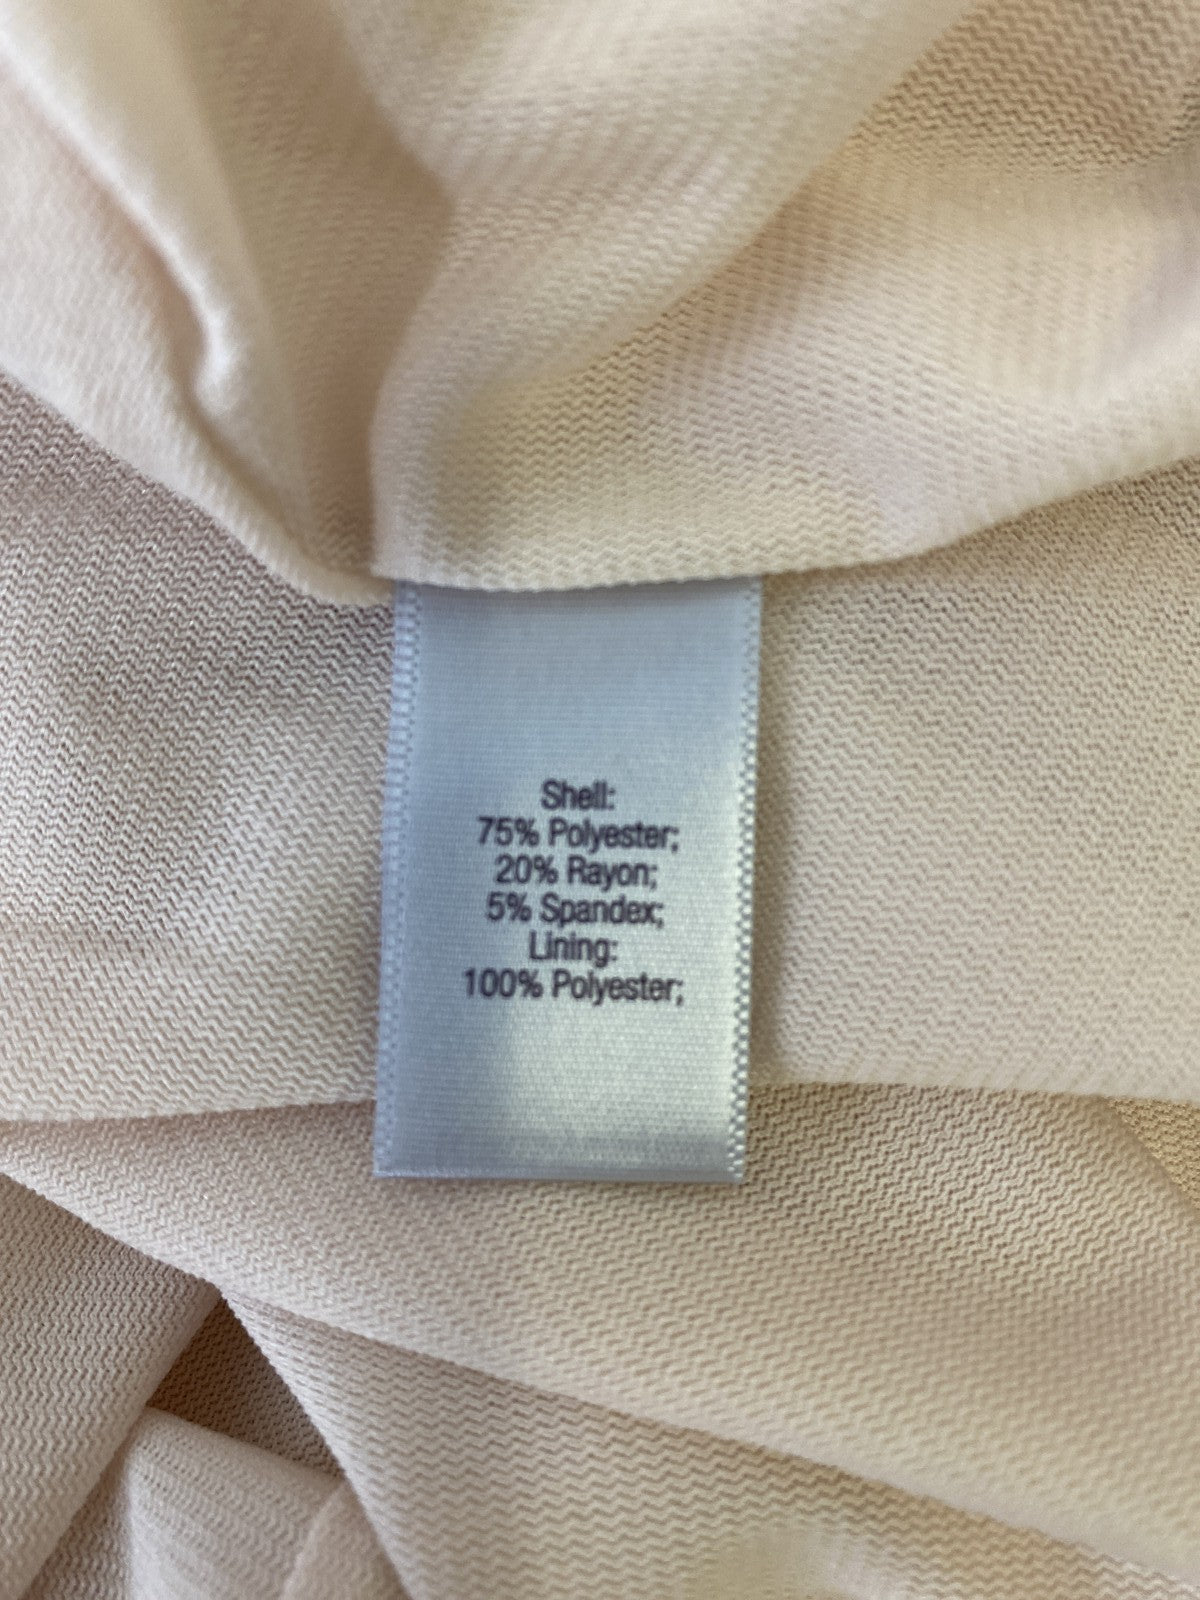 Shell:
75% Polyester;
20% Rayon;
5% Spandex;
Lining:
100% Polyester;